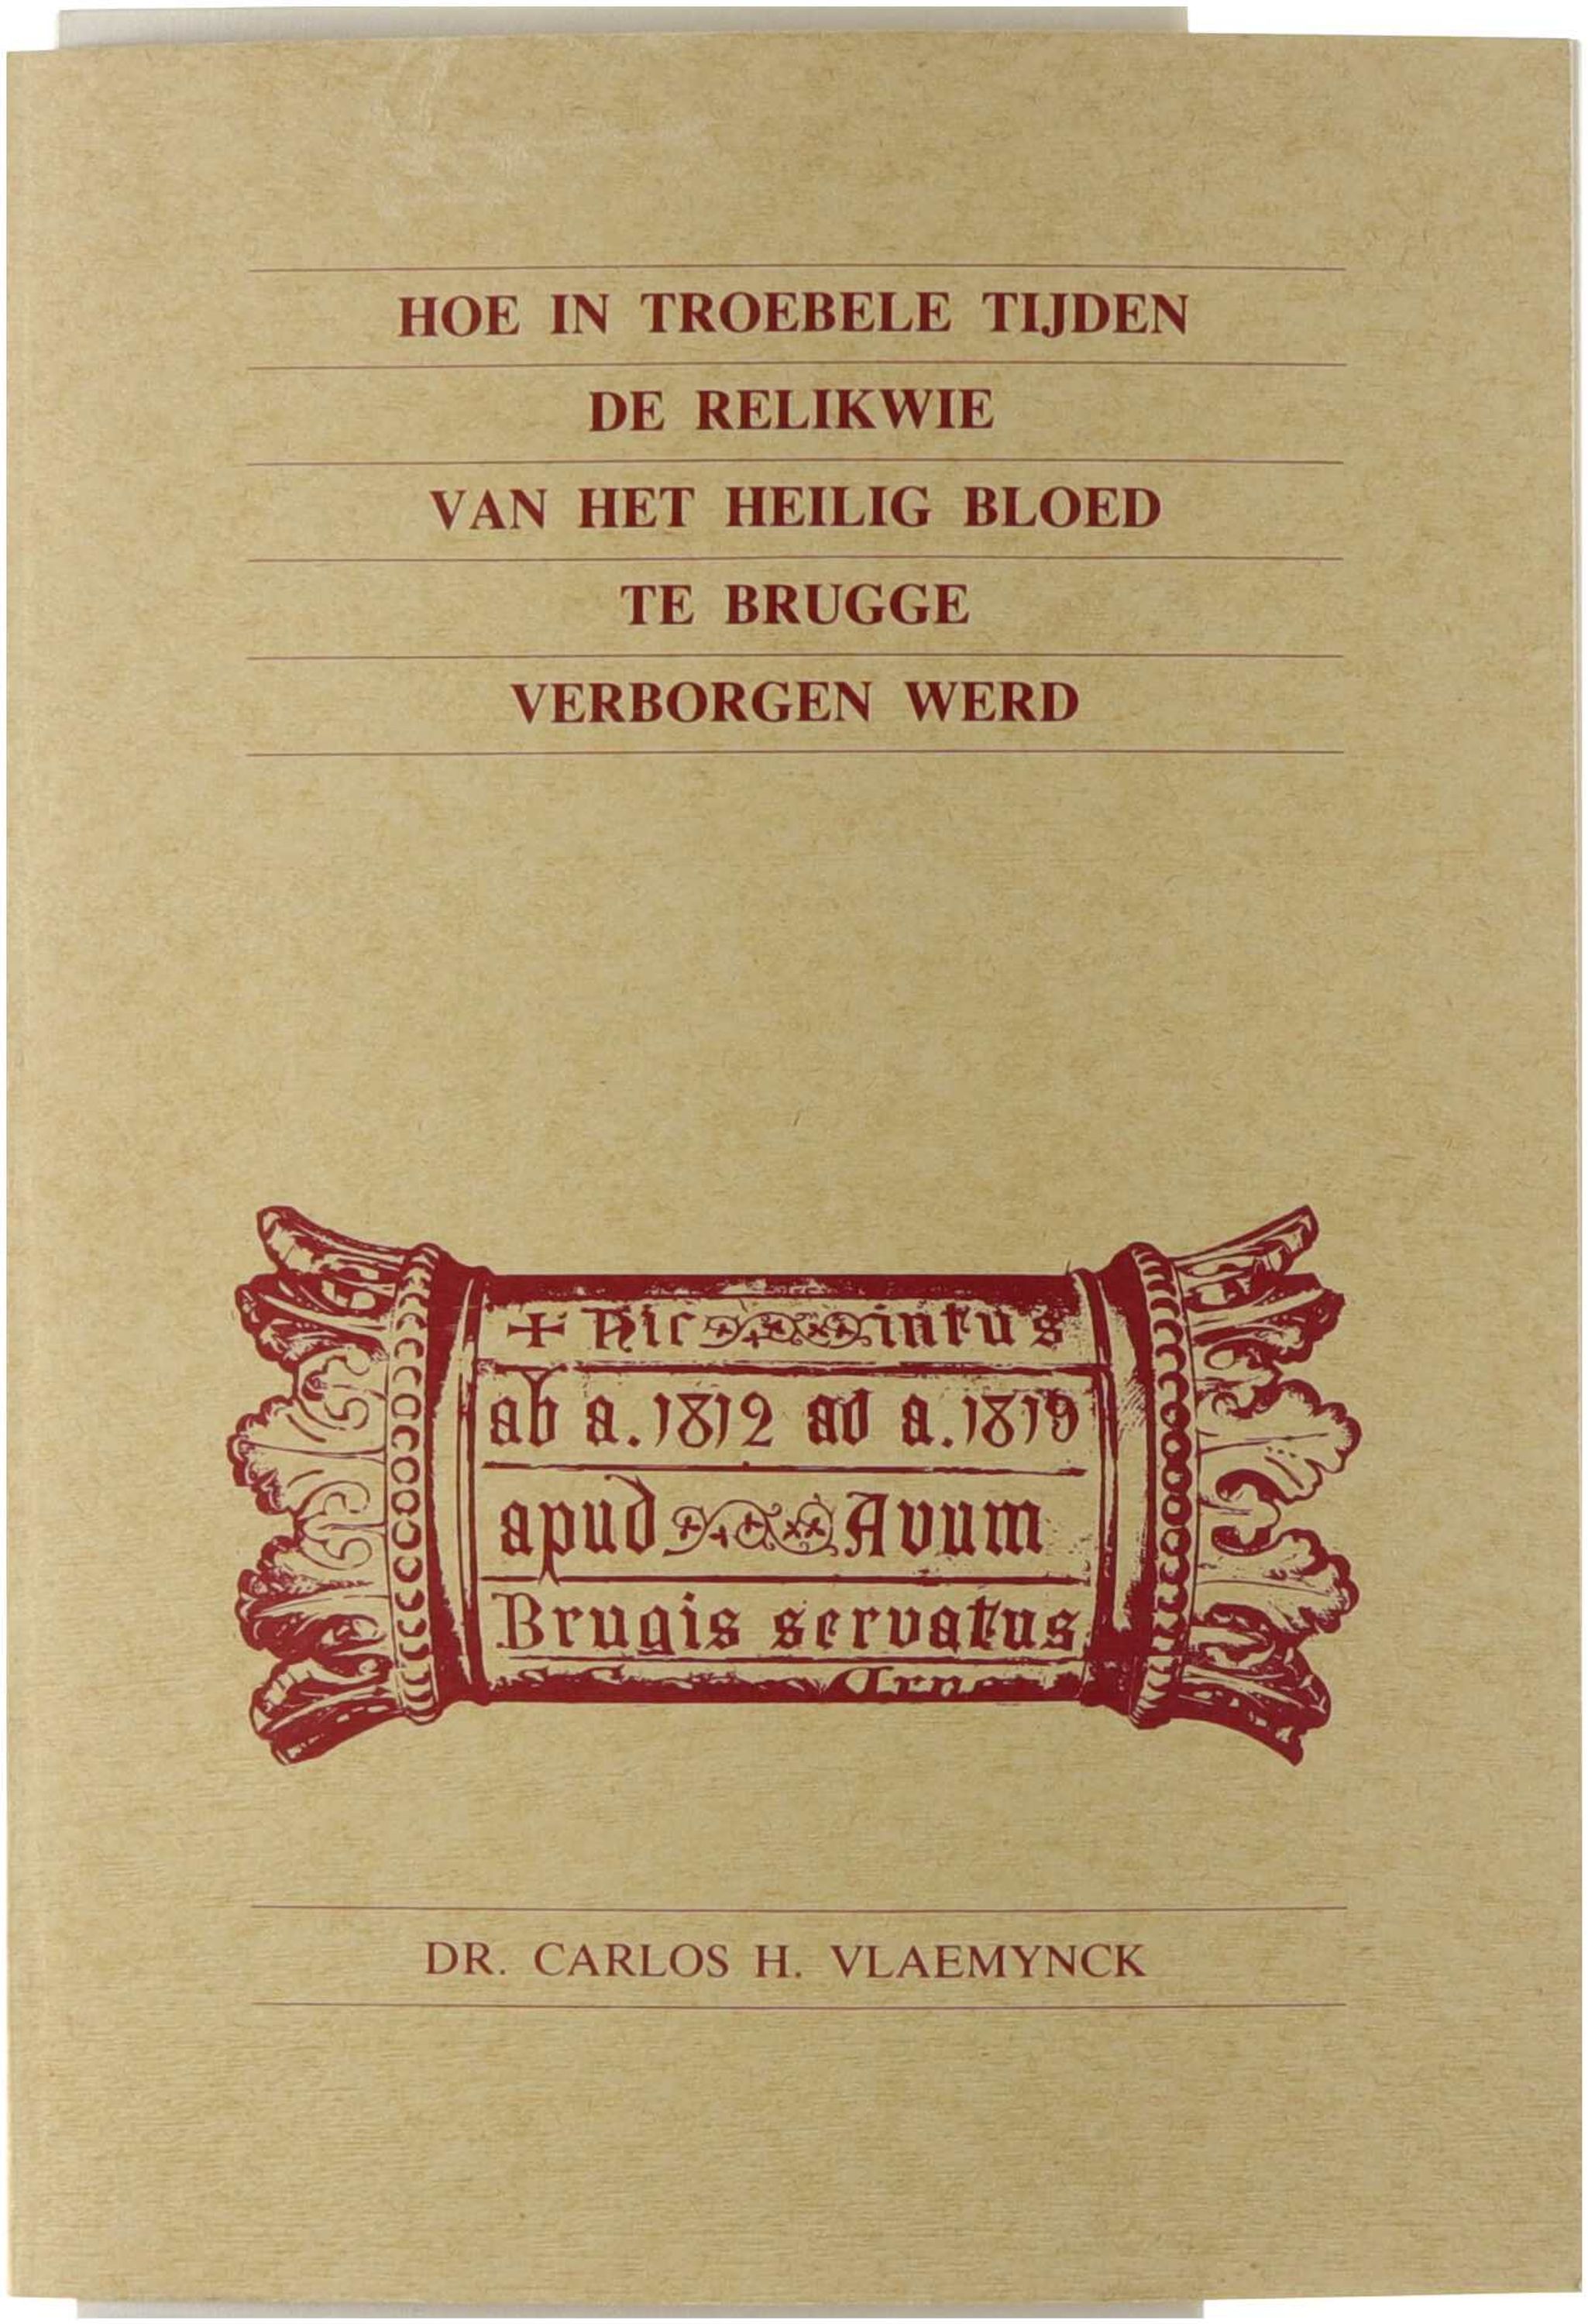 HOE IN TROEBELE TIJDEN
DE RELIKWIE
VAN HET HEILIG BLOED
TE BRUGGE
VERBORGEN WERD
+ Hic intus
ab a. 1812 ad a. 1819
apud Avum
Brugis servatus
DR. CARLOS H. VLAEMYNCK